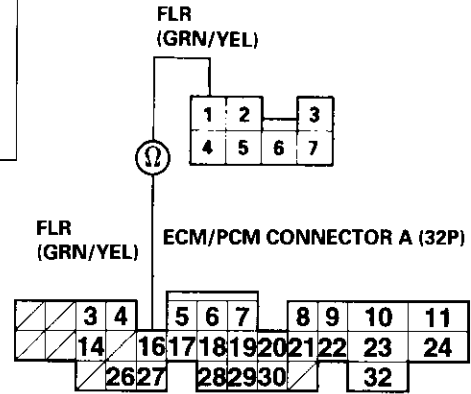 FLR
(GRN/YEL)
1 2 3
4 5 6 7
Ω
FLR
(GRN/YEL)
ECM/PCM CONNECTOR A (32P)
3 4 5 6 7 8 9 10 11
14 16 17 18 19 20 21 22 23 24
26 27 28 29 30 32